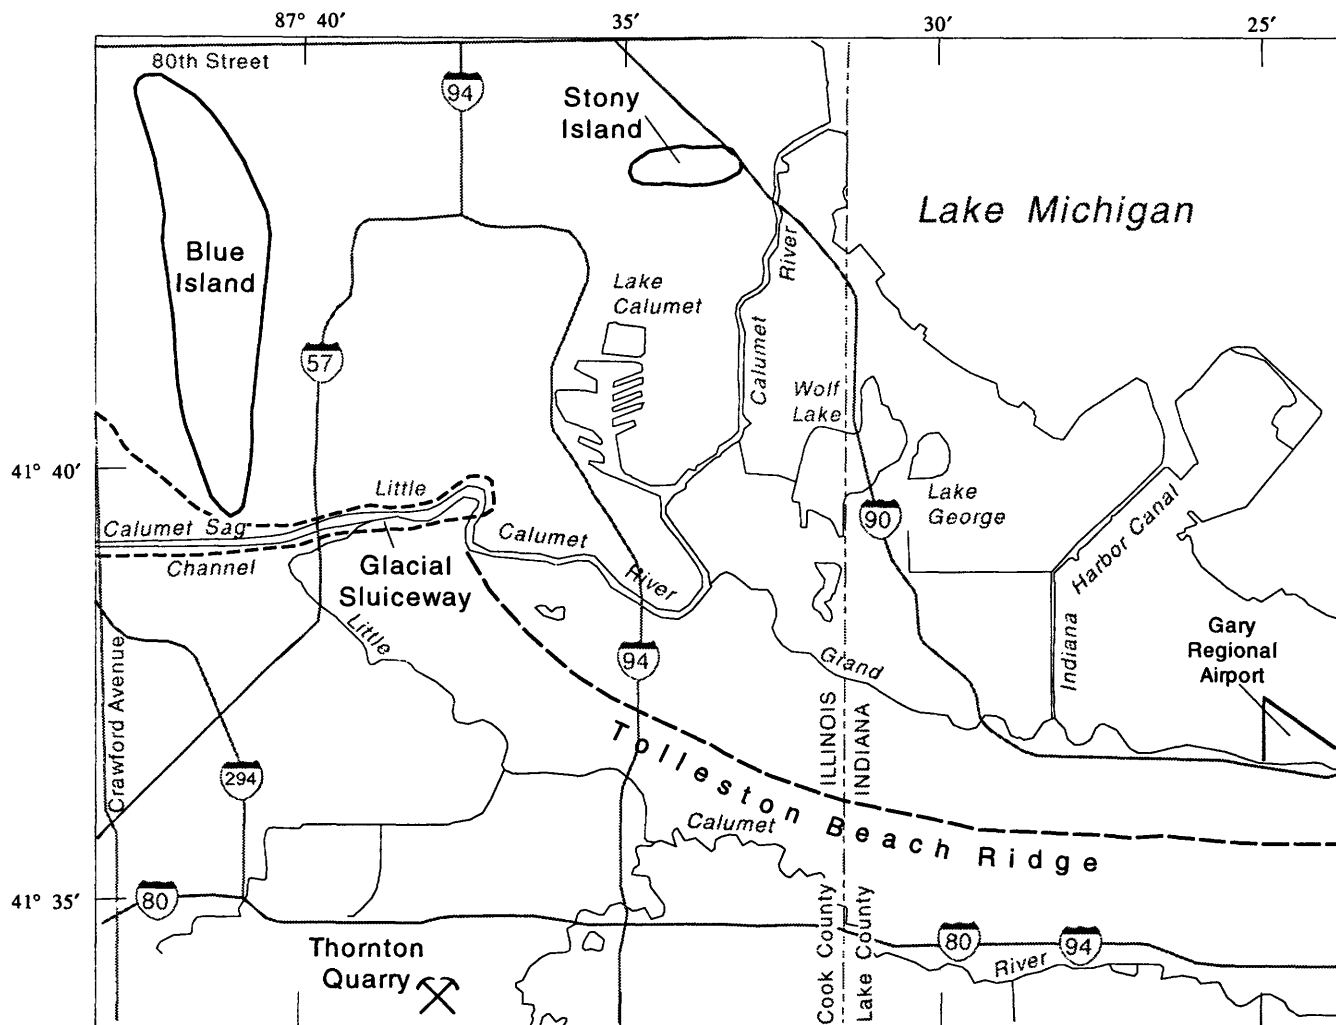 87° 40′
35′
30′
25′
80th Street
94
Stony
Island
Lake Michigan
Blue
Island
River
Lake
Calumet
57
Calumet
Wolf
Lake
41° 40′
Little
Lake
George
90
Calumet Sag
Channel
Calumet
River
Harbor Canal
Indiana
Glacial
Sluiceway
Little
Gary
Regional
Airport
Crawford Avenue
94
Grand
ILLINOIS
INDIANA
294
Tolleston Beach Ridge
Calumet
41° 35′
80
Thornton
Quarry
Cook County
Lake County
80
94
River